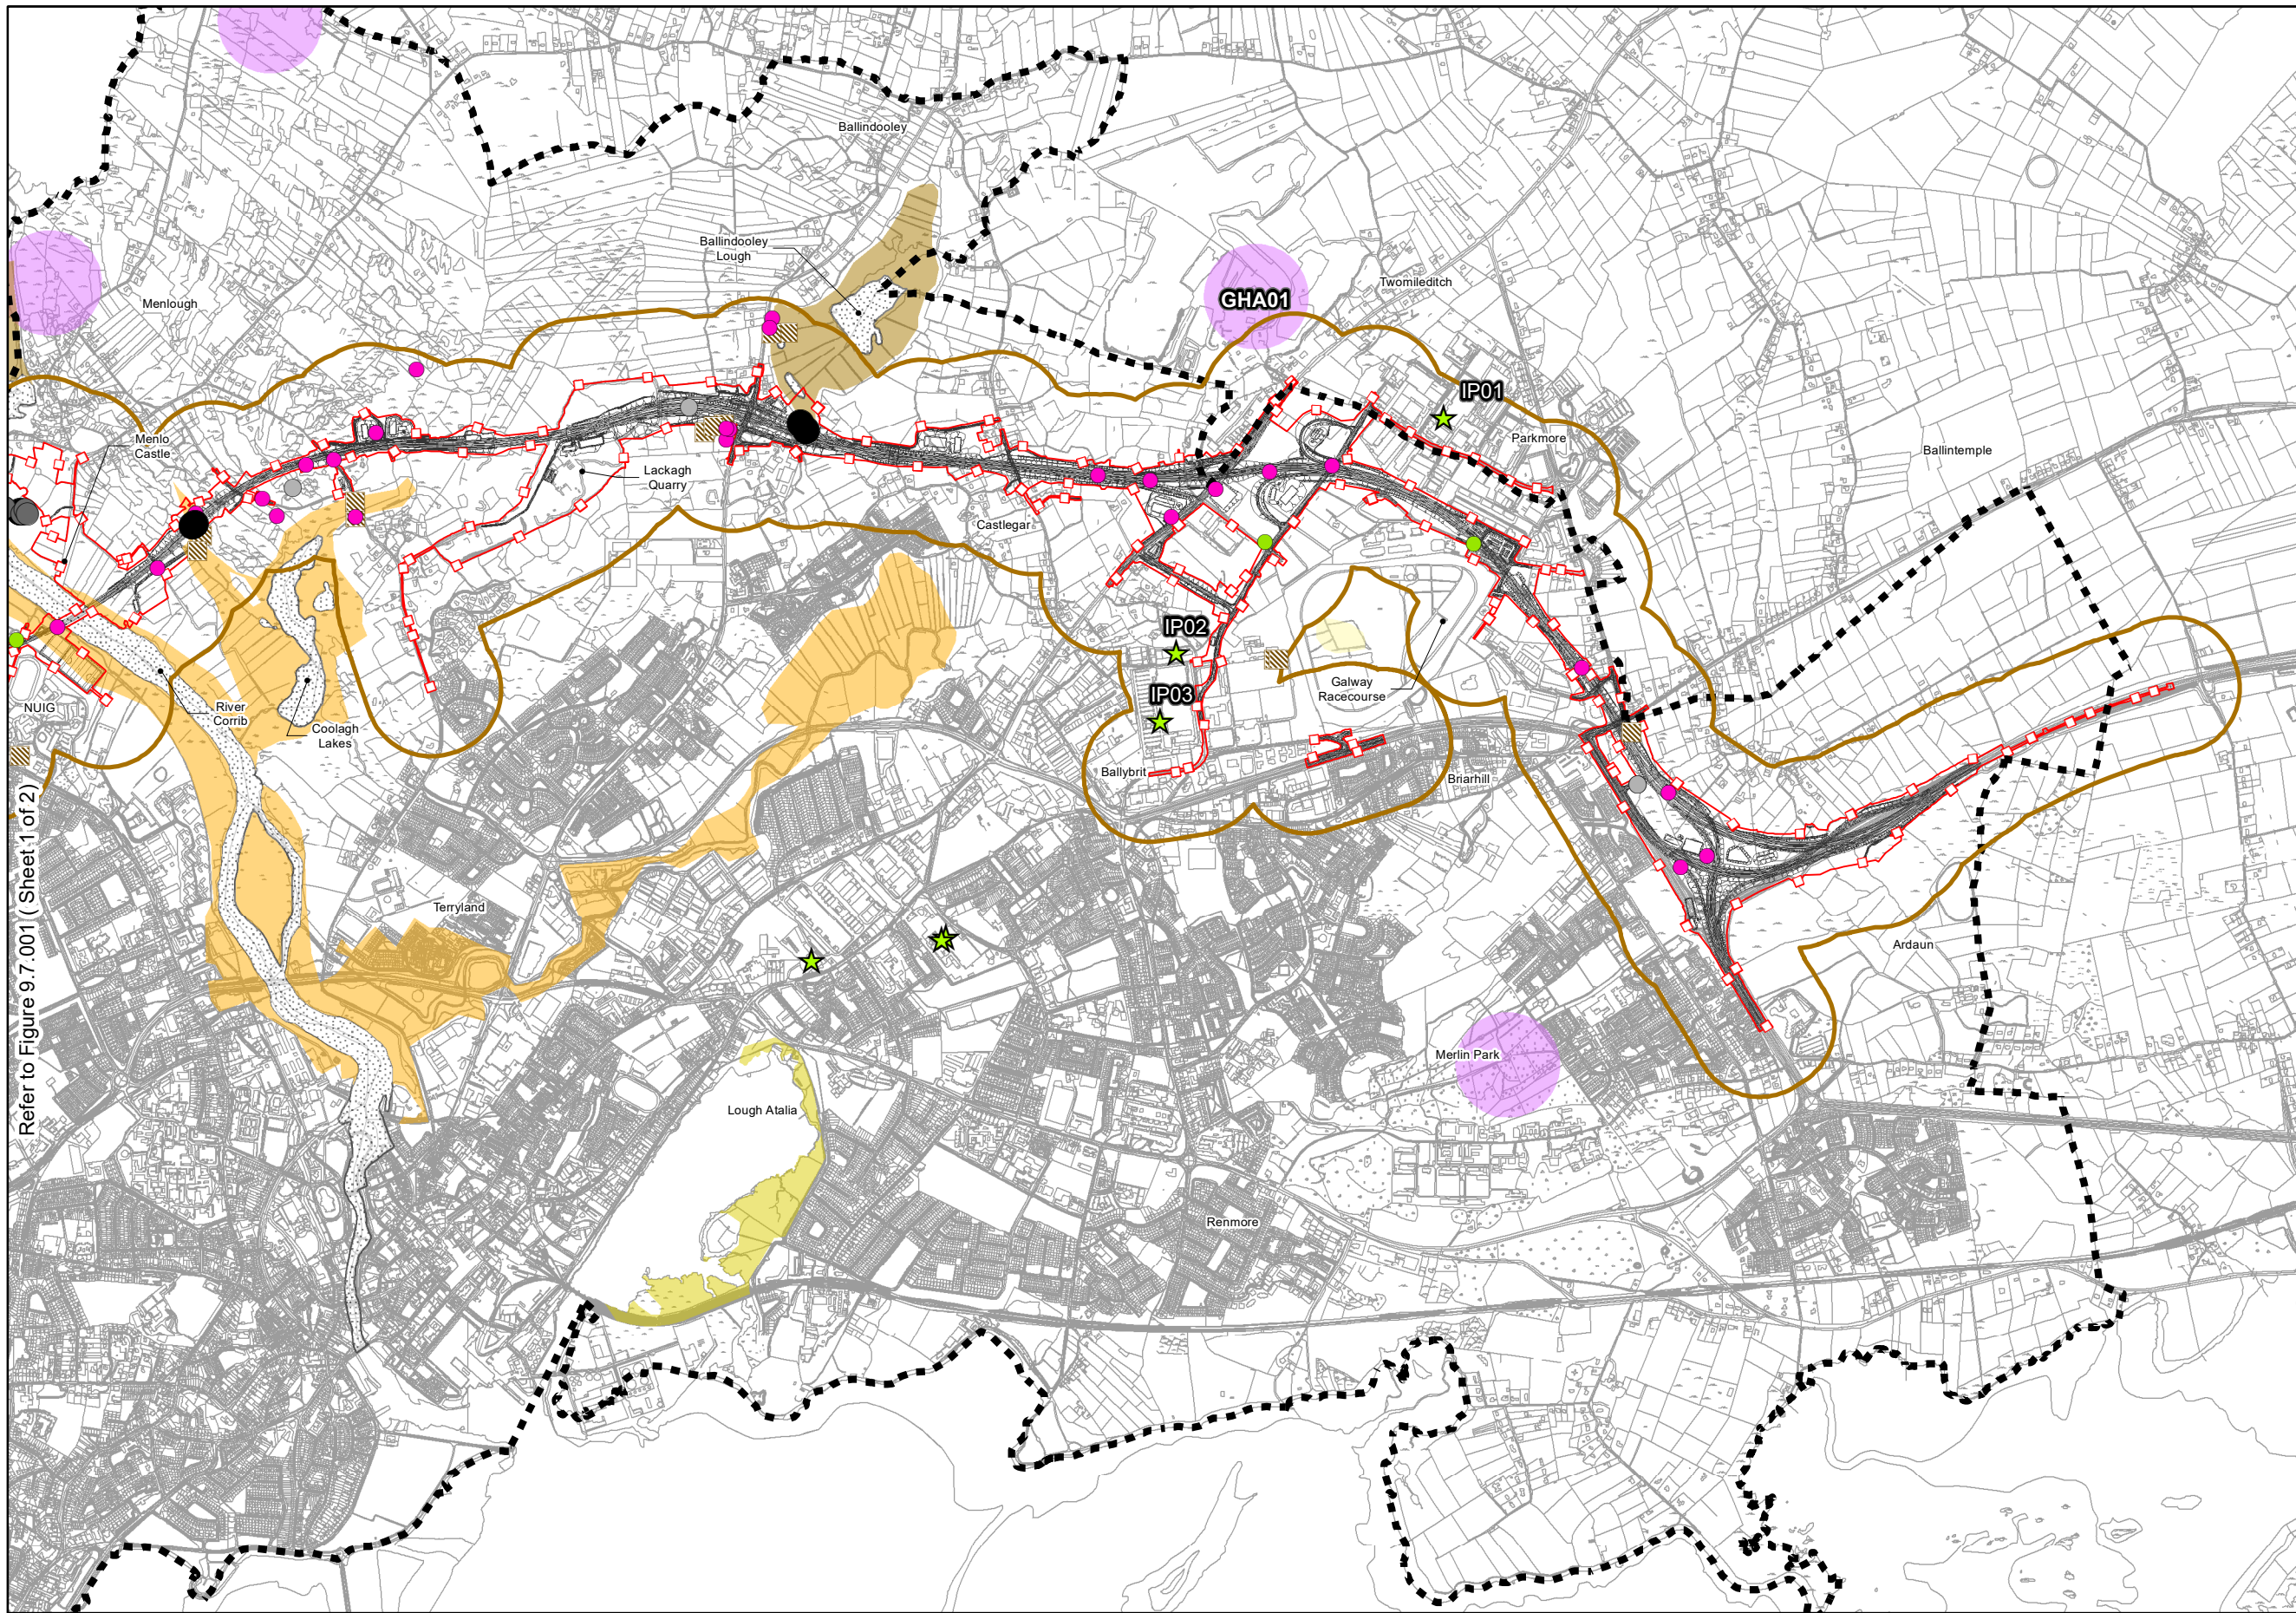 Ballindooley
Ballindooley
Lough
Menlough
GHA01
Twomileditch
IP01
Parkmore
Ballintemple
Menlo
Castle
Lackagh
Quarry
Castlegar
IP02
IP03
Galway
Racecourse
NUIG
River
Corrib
Coolagh
Lakes
Ballybrit
Briarhill
Refer to Figure 9.7.001 ( Sheet 1 of 2)
Terryland
Ardaun
Merlin Park
Lough Atalia
Renmore